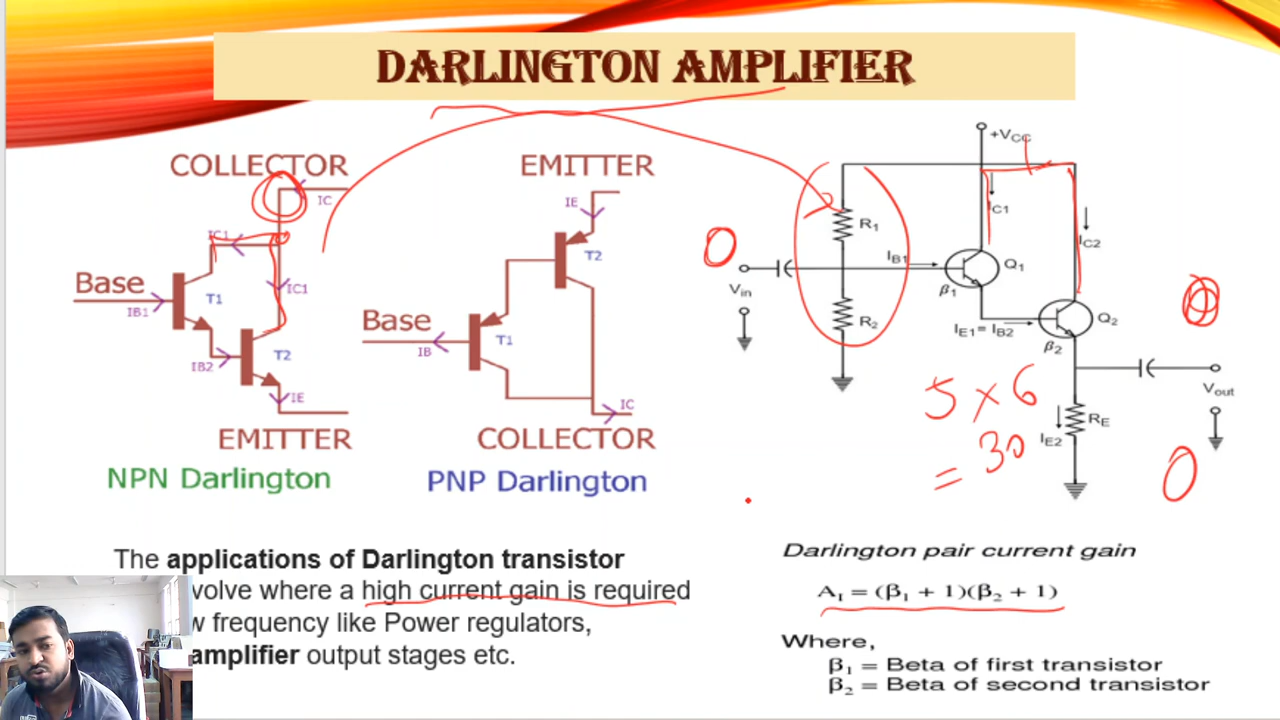 DARLINGTON AMPLIFIER
COLLECTOR
IC
IC1
Base
T1
IC1
IB1
IB2
T2
IE
EMITTER
NPN Darlington
EMITTER
IE
T2
Base
T1
IB
IC
COLLECTOR
PNP Darlington
+VCC
IC1
R1
IC2
IB1
Q1
Vin
β1
R2
Q2
IE1 = IB2
β2
Vout
RE
IE2
5 × 6
= 30
The applications of Darlington transistor
volve where a high current gain is required
w frequency like Power regulators,
amplifier output stages etc.
Darlington pair current gain
AI = (β1 + 1)(β2 + 1)
Where,
β1 = Beta of first transistor
β2 = Beta of second transistor